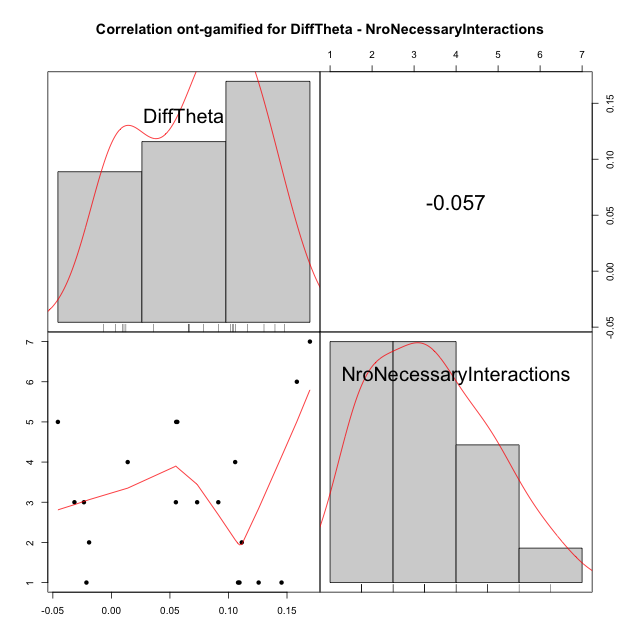 Correlation ont-gamified for DiffTheta - NroNecessaryInteractions
1 2 3 4 5 6 7
DiffTheta
-0.057
0.15
0.10
0.05
0.00
-0.05
7
6
5
4
3
2
1
NroNecessaryInteractions
-0.05 0.00 0.05 0.10 0.15